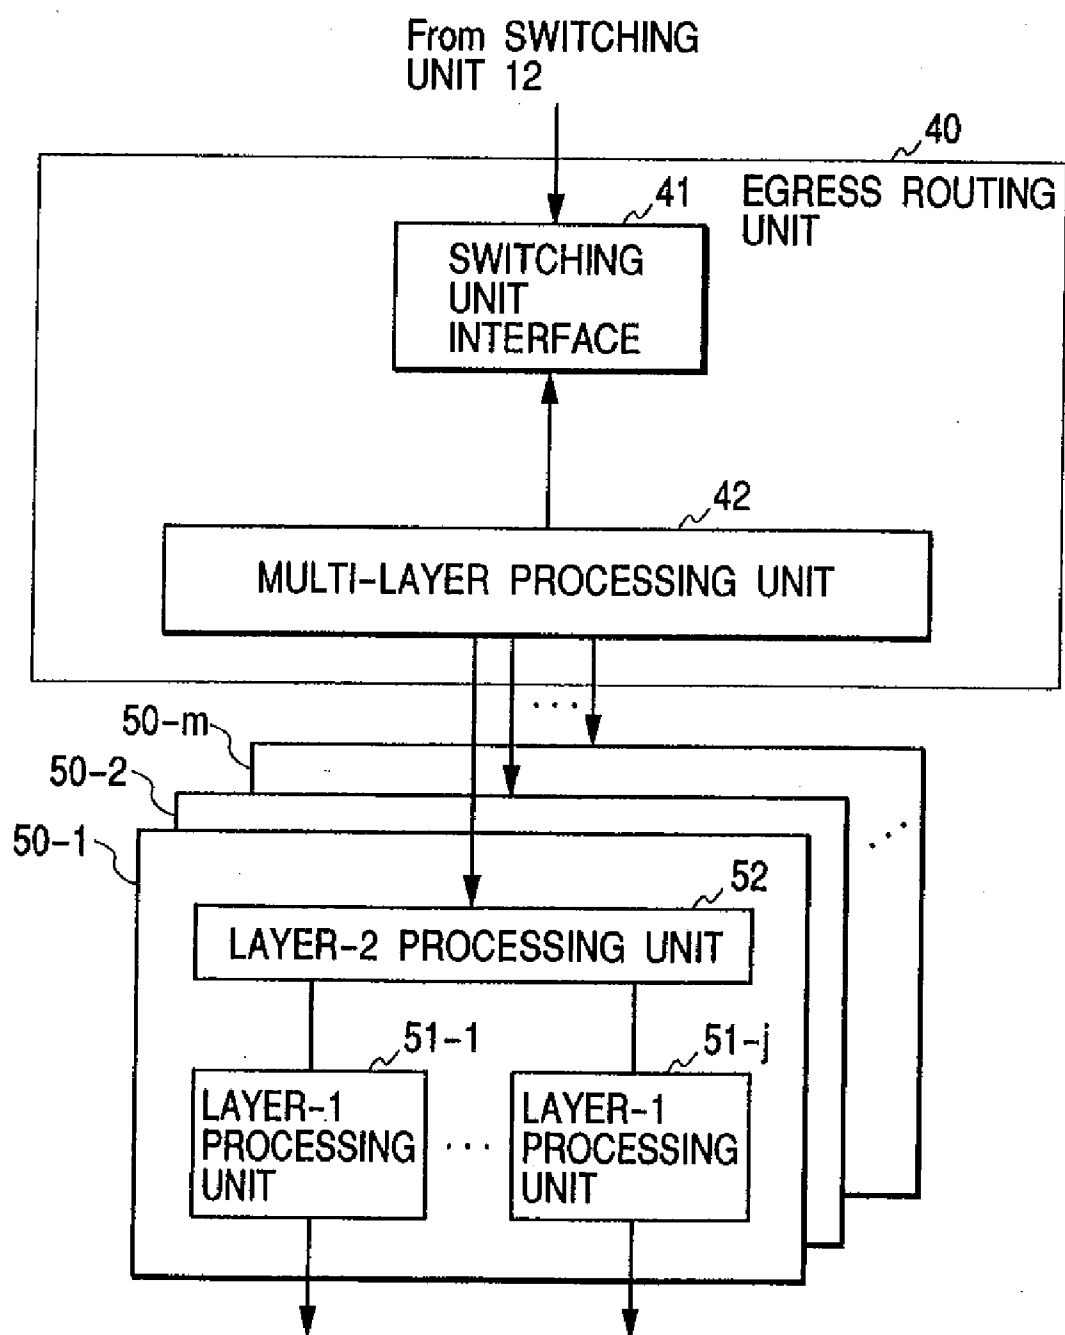 From SWITCHING
UNIT 12
40
EGRESS ROUTING
UNIT
41
SWITCHING
UNIT
INTERFACE
42
MULTI-LAYER PROCESSING UNIT
...
50-m
50-2
50-1
...
52
LAYER-2 PROCESSING UNIT
51-1
51-j
LAYER-1
PROCESSING
UNIT
...
LAYER-1
PROCESSING
UNIT